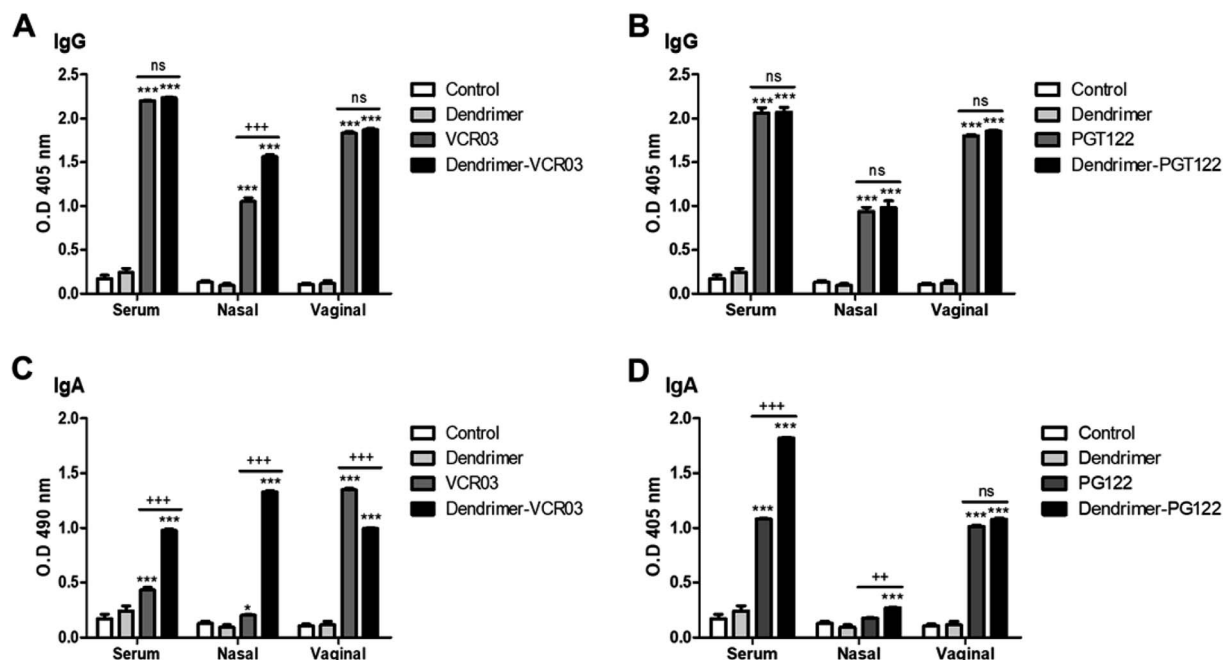 A
IgG
O.D 405 nm
2.5
2.0
1.5
1.0
0.5
0.0
ns
*** ***
+++
***
***
ns
*** ***
Serum Nasal Vaginal
Control
Dendrimer
VCR03
Dendrimer-VCR03
B
IgG
O.D 405 nm
2.5
2.0
1.5
1.0
0.5
0.0
ns
*** ***
ns
*** ***
ns
*** ***
Serum Nasal Vaginal
Control
Dendrimer
PGT122
Dendrimer-PGT122
C
IgA
O.D 490 nm
2.0
1.5
1.0
0.5
0.0
+++
***
***
+++
***
*
+++
***
***
Serum Nasal Vaginal
Control
Dendrimer
VCR03
Dendrimer-VCR03
D
IgA
O.D 405 nm
2.0
1.5
1.0
0.5
0.0
+++
***
***
++
***
ns
*** ***
Serum Nasal Vaginal
Control
Dendrimer
PG122
Dendrimer-PG122